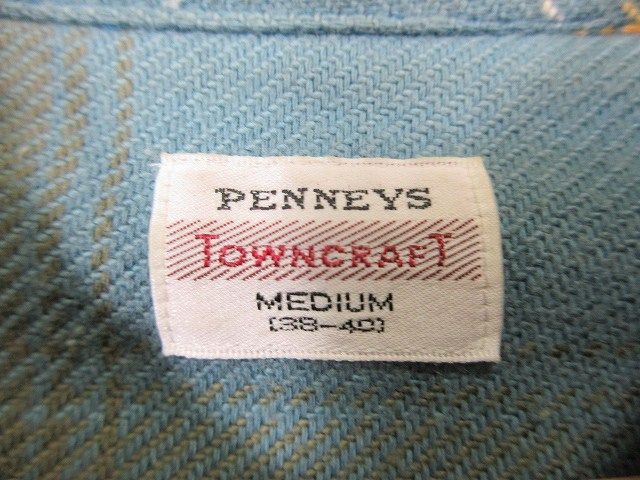 PENNEYS
TOWNCRAFT
MEDIUM
[38-40]